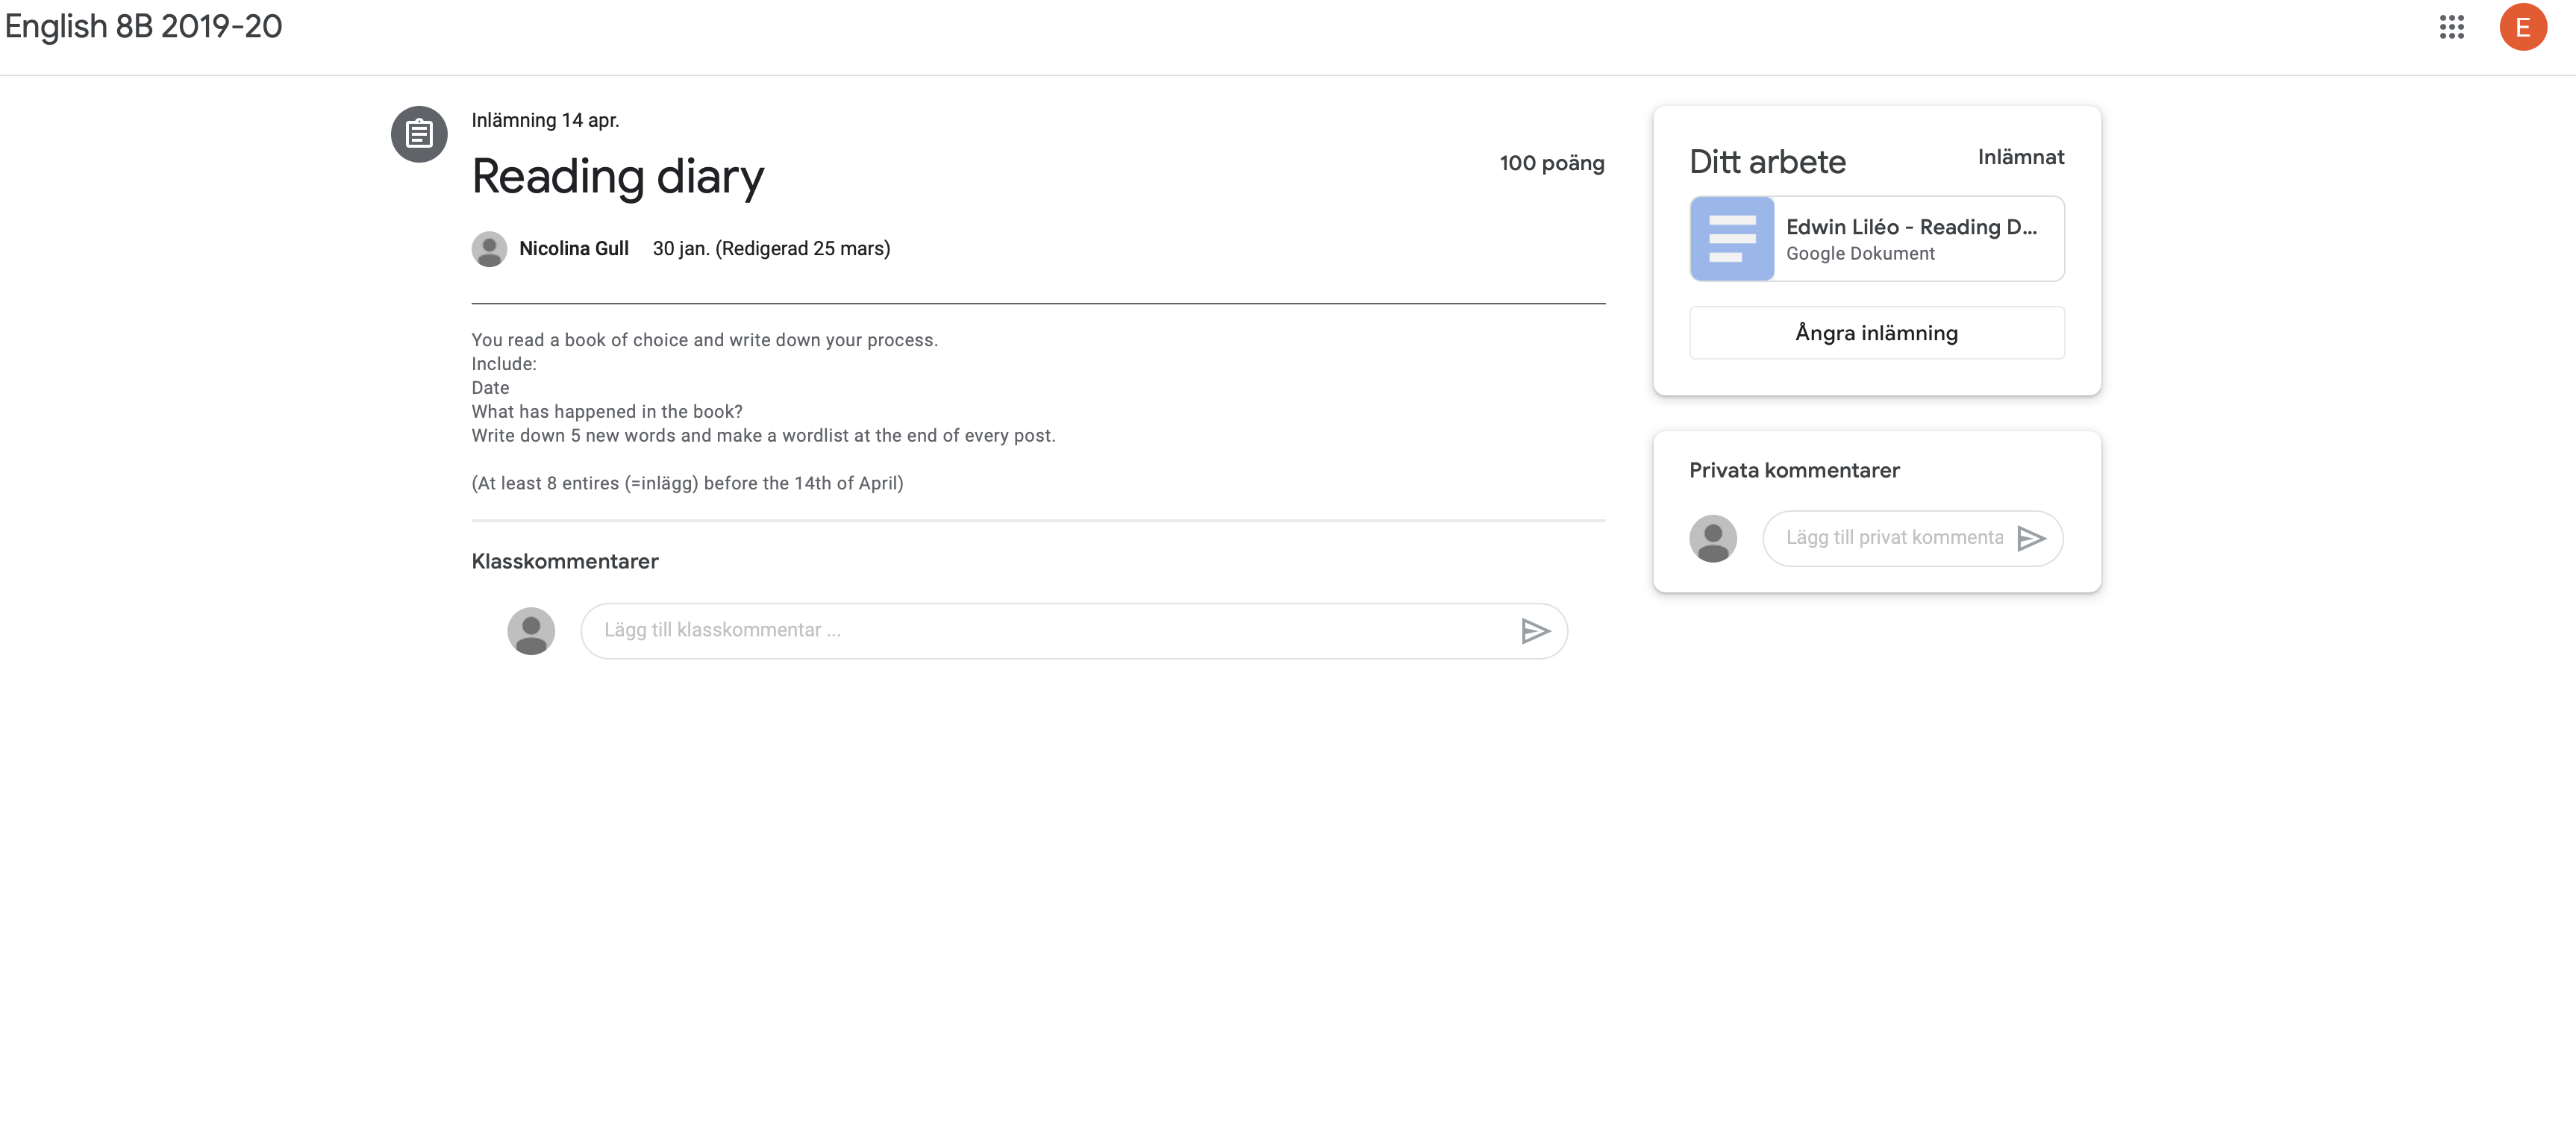 English 8B 2019-20
E
Inlämning 14 apr.
Reading diary
100 poäng
Nicolina Gull 30 jan. (Redigerad 25 mars)
You read a book of choice and write down your process.
Include:
Date
What has happened in the book?
Write down 5 new words and make a wordlist at the end of every post.
(At least 8 entires (=inlägg) before the 14th of April)
Klasskommentarer
Lägg till klasskommentar ...
Ditt arbete
Inlämnat
Edwin Liléo - Reading D...
Google Dokument
Ångra inlämning
Privata kommentarer
Lägg till privat kommenta